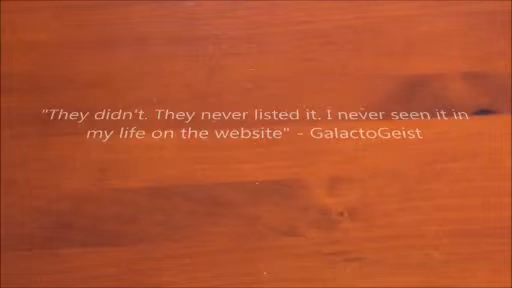 "They didn't. They never listed it. I never seen it in
my life on the website" - GalactoGeist